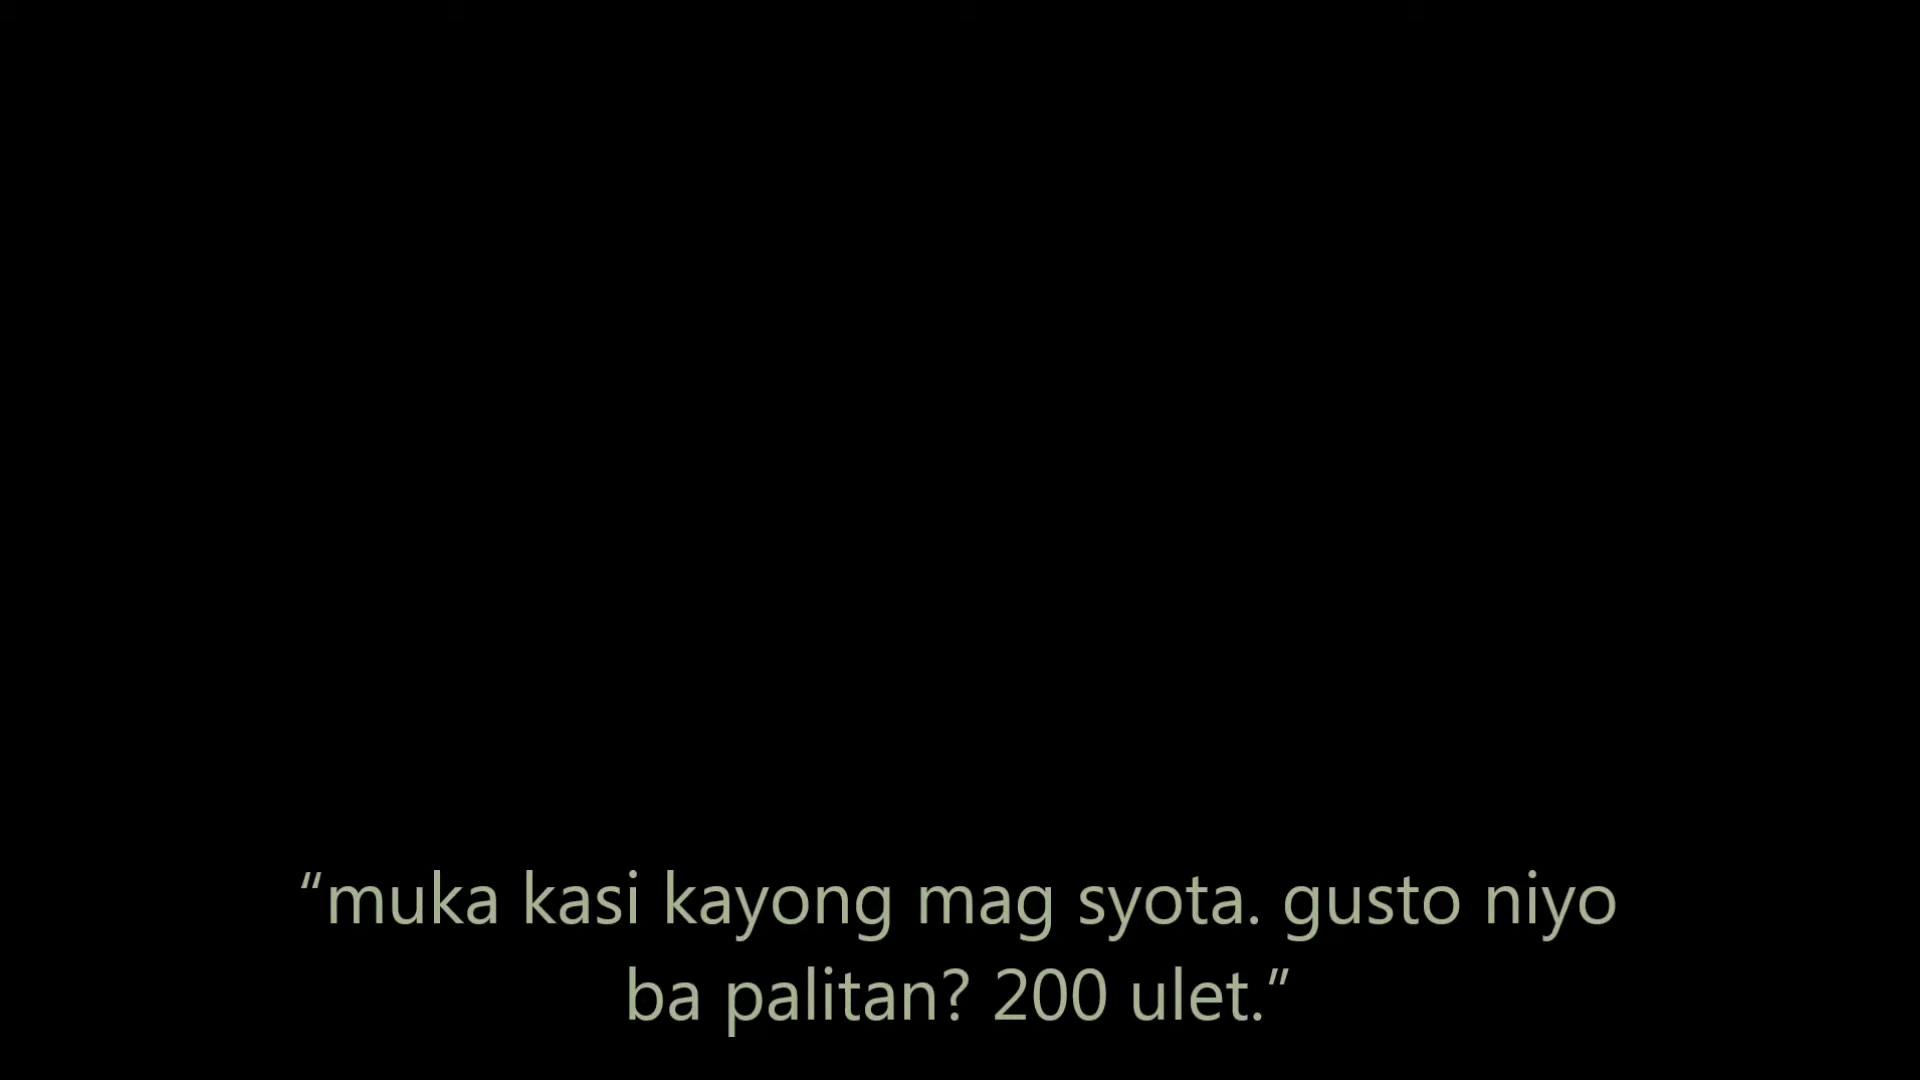 “muka kasi kayong mag syota. gusto niyo
ba palitan? 200 ulet.”